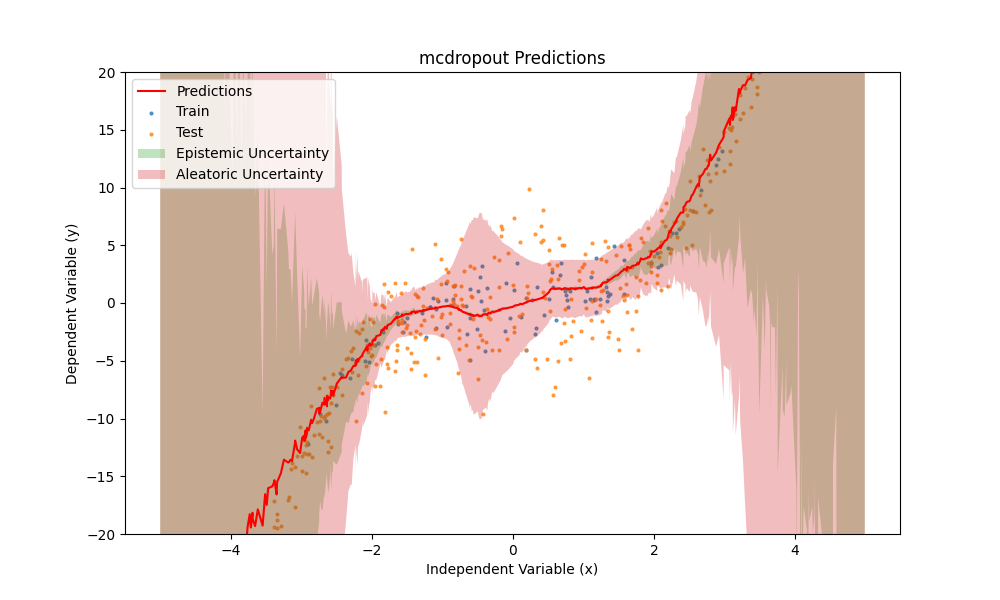 mcdropout Predictions
Predictions
Train
Test
Epistemic Uncertainty
Aleatoric Uncertainty
20
15
10
5
0
−5
−10
−15
−20
Dependent Variable (y)
−4
−2
0
2
4
Independent Variable (x)